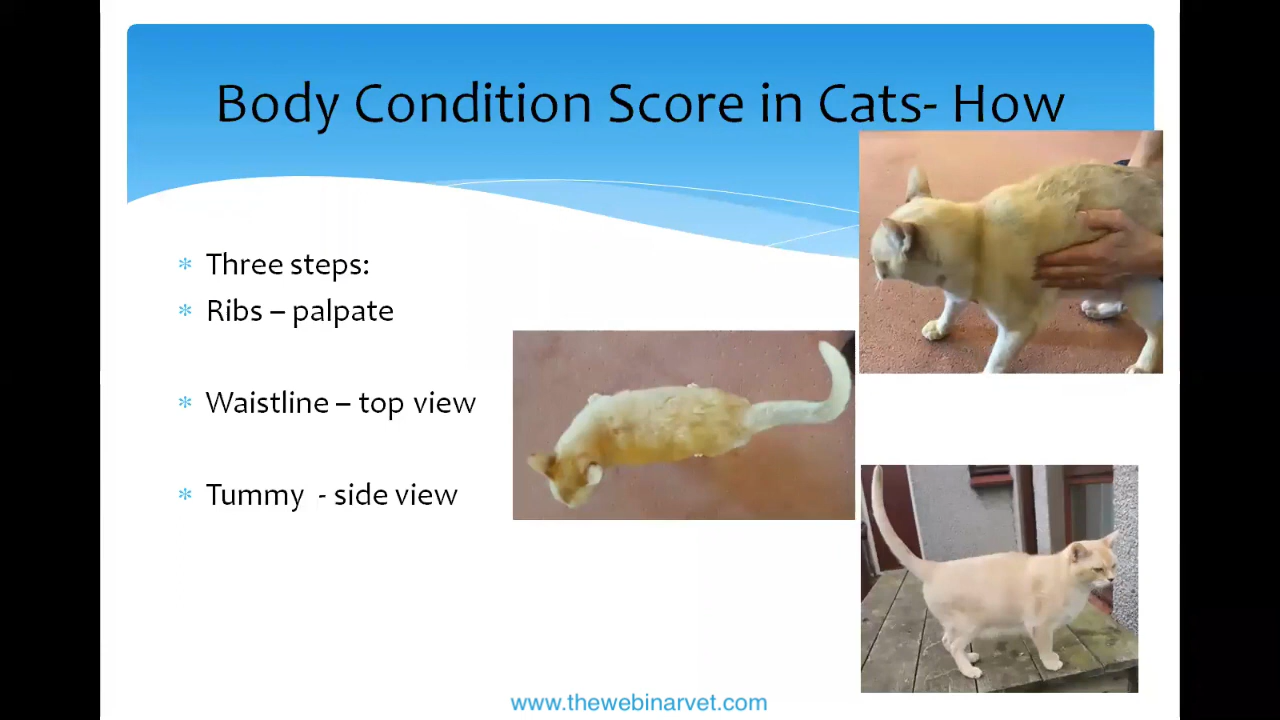 Body Condition Score in Cats- How
* Three steps:
* Ribs – palpate
* Waistline – top view
* Tummy - side view
www.thewebinarvet.com